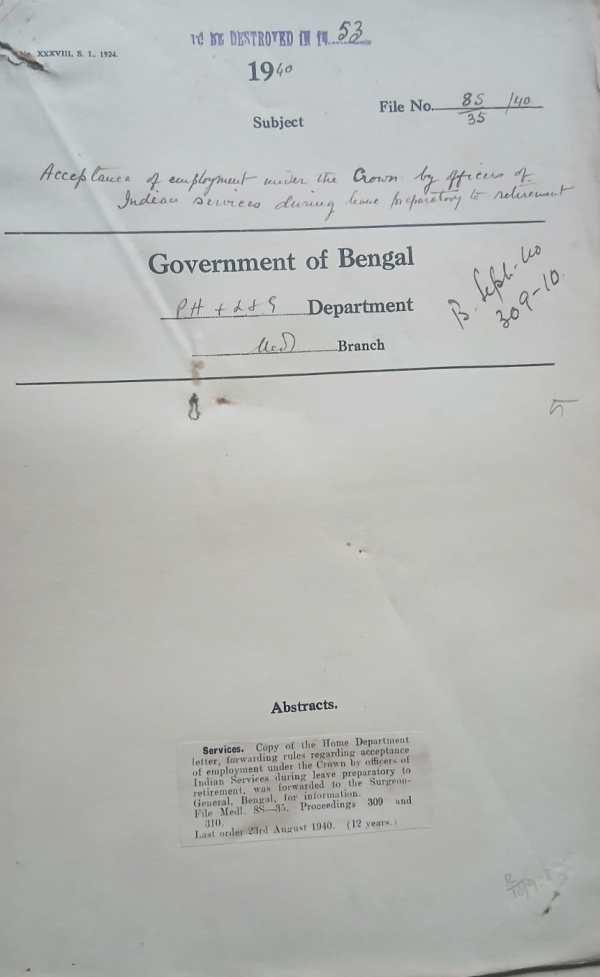 No. XXXVIII, S. I., 1924.
TO BE DESTROYED IN 19...53
1940
File No. 8S/35 /40
Subject
Acceptance of employment under the Crown by officers of
Indian Services during leave preparatory to retirement
Government of Bengal
PH + LSG Department
Medl Branch
B. Sept. 40
309-10.
Abstracts.
Services. Copy of the Home Department
letter, forwarding rules regarding acceptance
of employment under the Crown by officers of
Indian Services during leave preparatory to
retirement, was forwarded to the Surgeon-
General, Bengal, for information.
File Medl. 8S—35. Proceedings 309 and
310.
Last order 23rd August 1940. (12 years.)